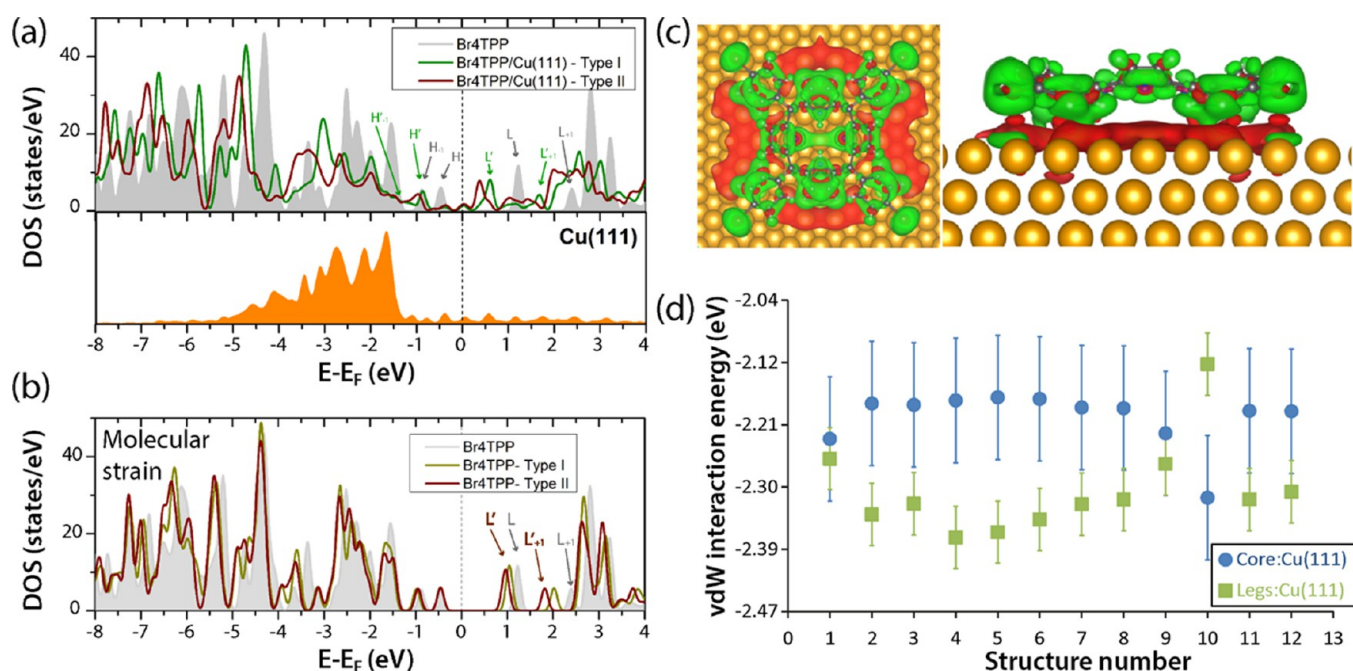 (a)
DOS (states/eV)
40
20
0
Br4TPP
Br4TPP/Cu(111) - Type I
Br4TPP/Cu(111) - Type II
H'-1
H'
H-1
H
L'
L
L'+1
L+1
Cu(111)
-8 -7 -6 -5 -4 -3 -2 -1 0 1 2 3 4
E-EF (eV)
(b)
DOS (states/eV)
40
20
0
Molecular
strain
Br4TPP
Br4TPP- Type I
Br4TPP- Type II
L'
L
L'+1
L+1
-8 -7 -6 -5 -4 -3 -2 -1 0 1 2 3 4
E-EF (eV)
(c)
(d)
vdW interaction energy (eV)
-2.04
-2.12
-2.21
-2.30
-2.39
-2.47
Core:Cu(111)
Legs:Cu(111)
0 1 2 3 4 5 6 7 8 9 10 11 12 13
Structure number